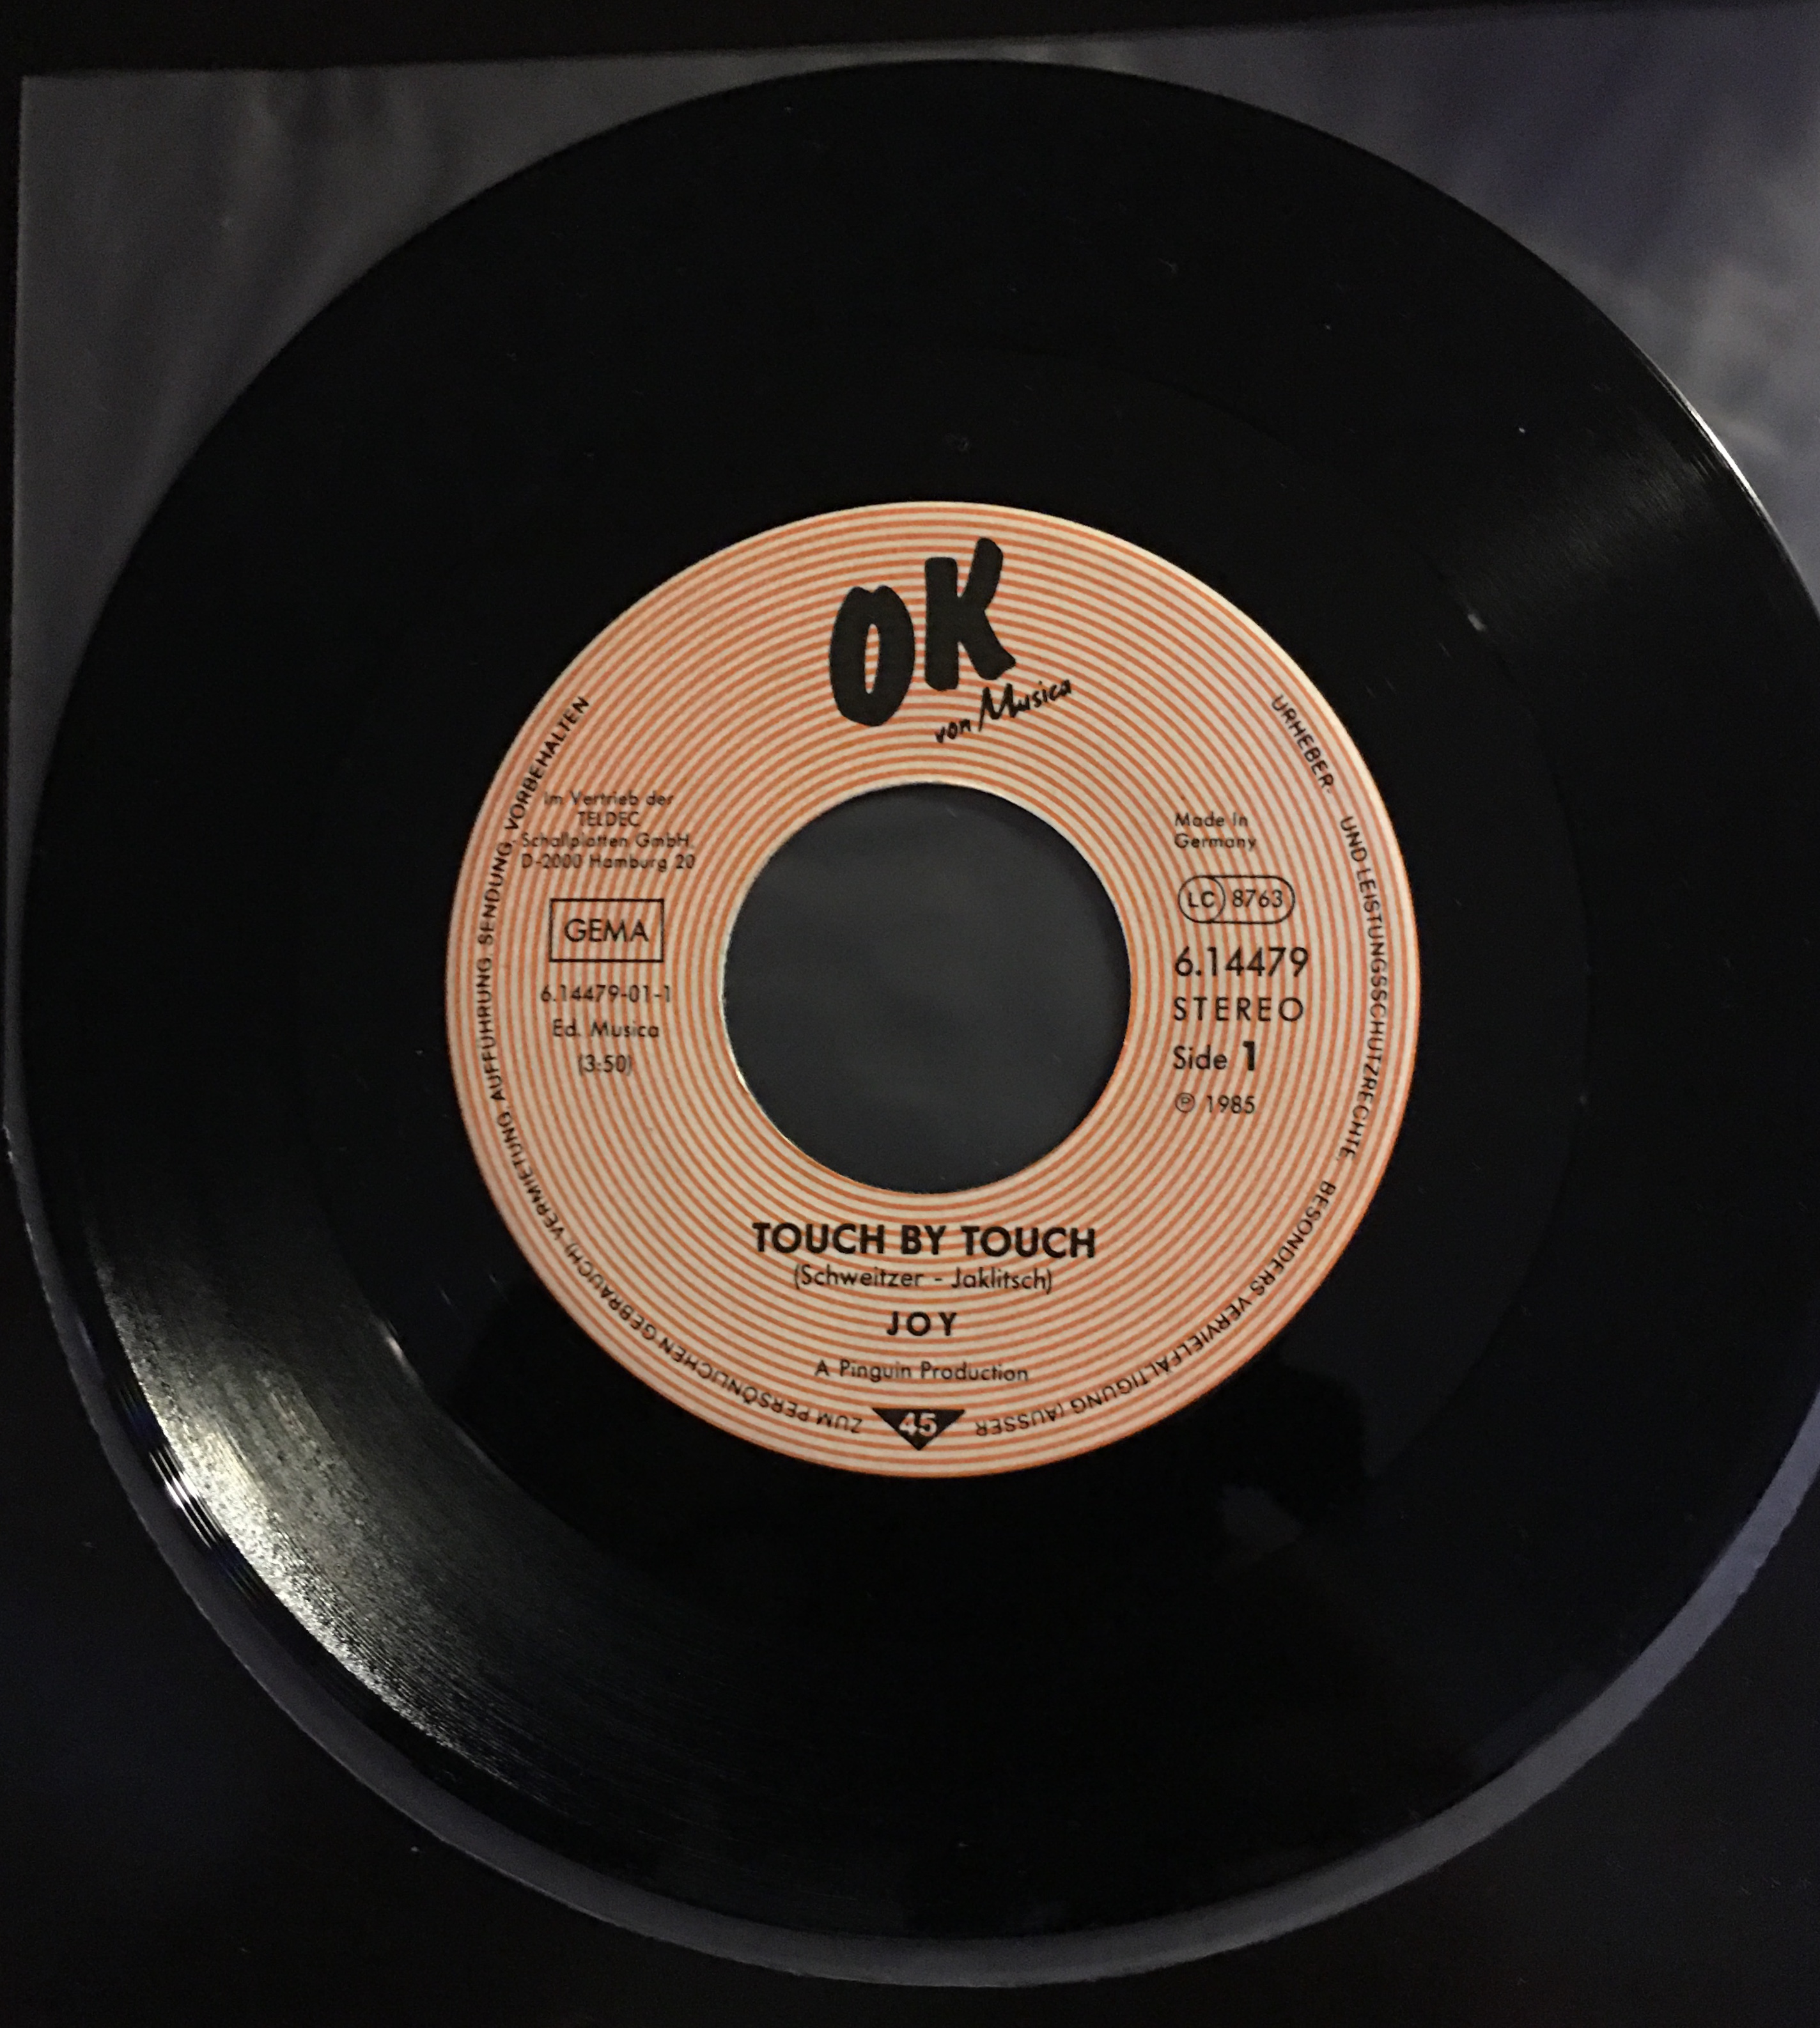 OK
von Musica
Im Vertrieb der
TELDEC
Schallplatten GmbH.
D-2000 Hamburg 20
GEMA
6.14479-01-1
Ed. Musica
(3:50)
Made in
Germany
LC 8763
6.14479
STEREO
Side 1
℗ 1985
TOUCH BY TOUCH
(Schweitzer - Jaklitsch)
JOY
A Pinguin Production
45
URHEBER- UND LEISTUNGSSCHUTZRECHTE, BESONDERS VERVIELFÄLTIGUNG (AUSSER ZUM PERSÖNLICHEN GEBRAUCH) VERMIETUNG, AUFFÜHRUNG, SENDUNG, VORBEHALTEN